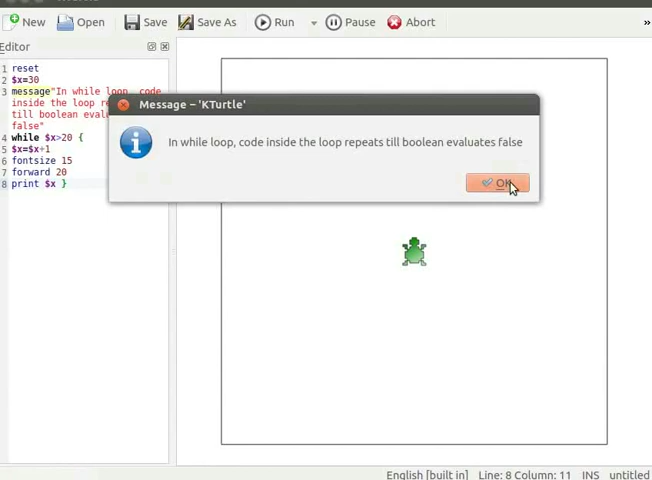 New Open Save Save As Run Pause Abort »
Editor
1 reset
2 $x=30
3 message"In while loop, code
inside the loop re
till boolean evalu
false"
4 while $x>20 {
5 $x=$x+1
6 fontsize 15
7 forward 20
8 print $x }
Message – 'KTurtle'
In while loop, code inside the loop repeats till boolean evaluates false
OK
English [built in] Line: 8 Column: 11 INS untitled